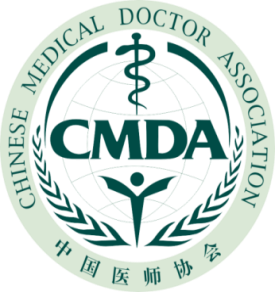 CHINESE MEDICAL DOCTOR ASSOCIATION
CMDA
中国医师协会